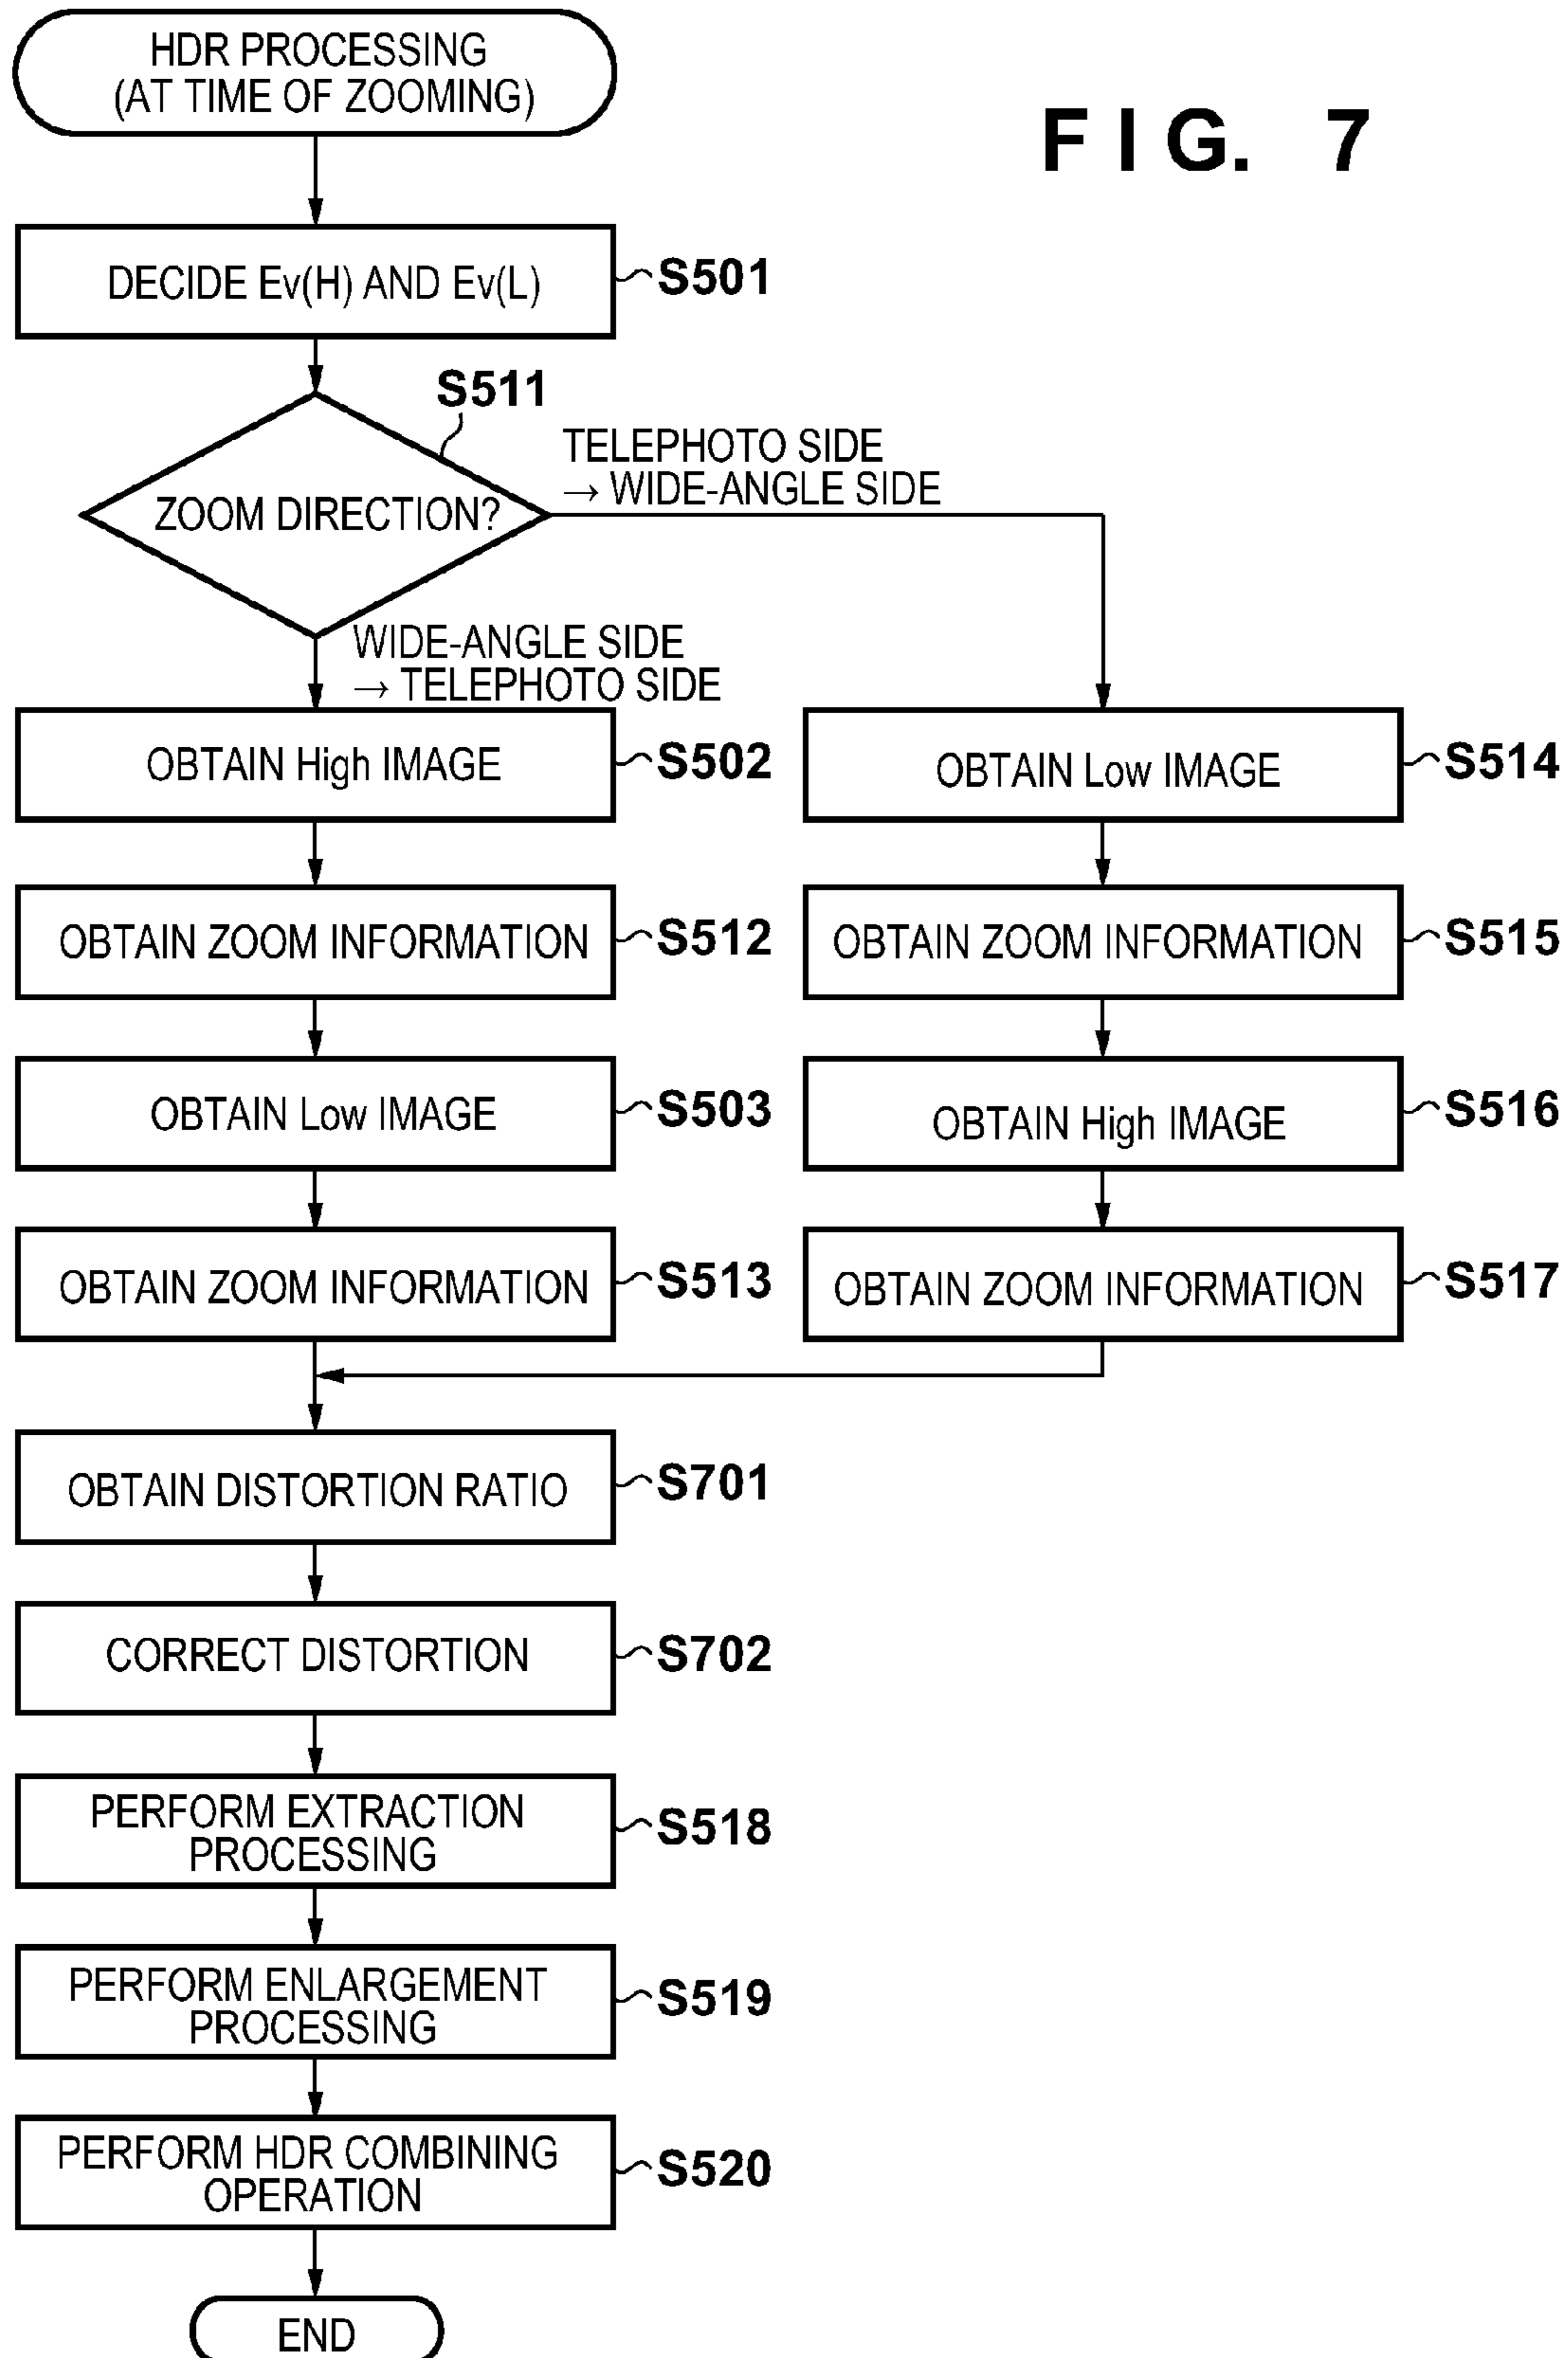 HDR PROCESSING
(AT TIME OF ZOOMING)
FIG. 7
DECIDE Ev(H) AND Ev(L)
S501
S511
ZOOM DIRECTION?
TELEPHOTO SIDE
→ WIDE-ANGLE SIDE
WIDE-ANGLE SIDE
→ TELEPHOTO SIDE
OBTAIN High IMAGE
S502
OBTAIN Low IMAGE
S514
OBTAIN ZOOM INFORMATION
S512
OBTAIN ZOOM INFORMATION
S515
OBTAIN Low IMAGE
S503
OBTAIN High IMAGE
S516
OBTAIN ZOOM INFORMATION
S513
OBTAIN ZOOM INFORMATION
S517
OBTAIN DISTORTION RATIO
S701
CORRECT DISTORTION
S702
PERFORM EXTRACTION
PROCESSING
S518
PERFORM ENLARGEMENT
PROCESSING
S519
PERFORM HDR COMBINING
OPERATION
S520
END